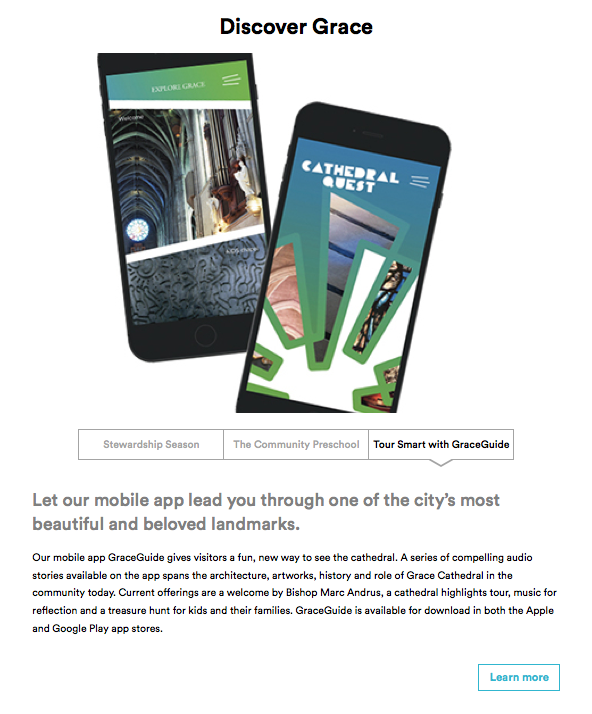 Discover Grace
EXPLORE GRACE
Welcome
CATHEDRAL
QUEST
Stewardship Season
The Community Preschool
Tour Smart with GraceGuide
Let our mobile app lead you through one of the city’s most
beautiful and beloved landmarks.
Our mobile app GraceGuide gives visitors a fun, new way to see the cathedral. A series of compelling audio
stories available on the app spans the architecture, artworks, history and role of Grace Cathedral in the
community today. Current offerings are a welcome by Bishop Marc Andrus, a cathedral highlights tour, music for
reflection and a treasure hunt for kids and their families. GraceGuide is available for download in both the Apple
and Google Play app stores.
Learn more